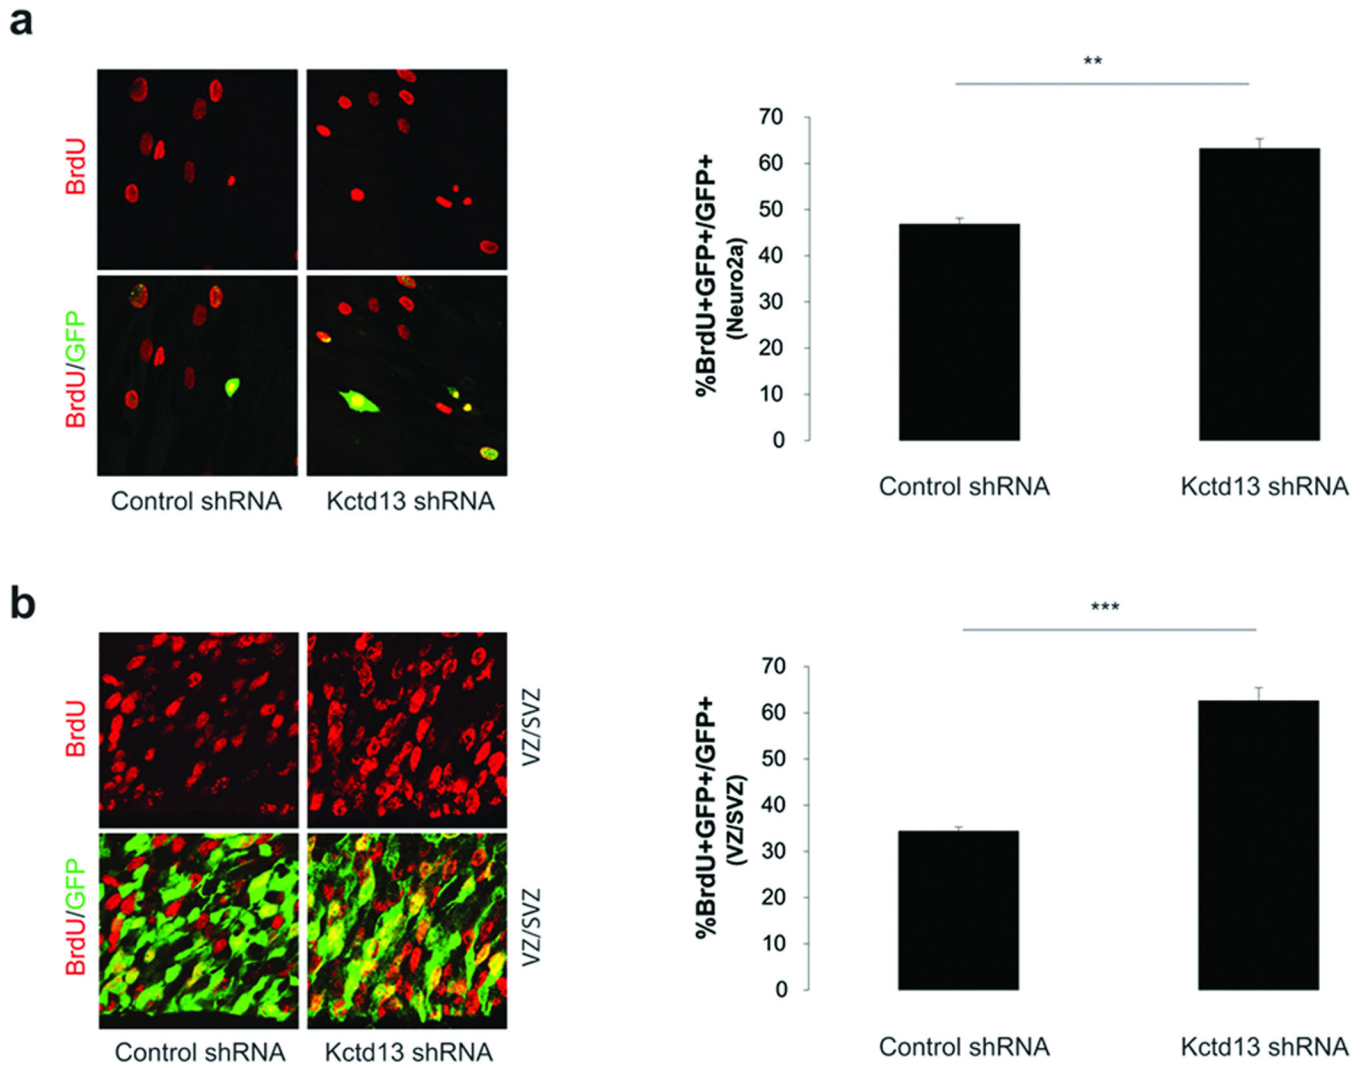 a
BrdU
BrdU/GFP
Control shRNA
Kctd13 shRNA
**
%BrdU+GFP+/GFP+
(Neuro2a)
70
60
50
40
30
20
10
0
Control shRNA
Kctd13 shRNA
b
BrdU
VZ/SVZ
BrdU/GFP
VZ/SVZ
Control shRNA
Kctd13 shRNA
***
%BrdU+GFP+/GFP+
(VZ/SVZ)
70
60
50
40
30
20
10
0
Control shRNA
Kctd13 shRNA